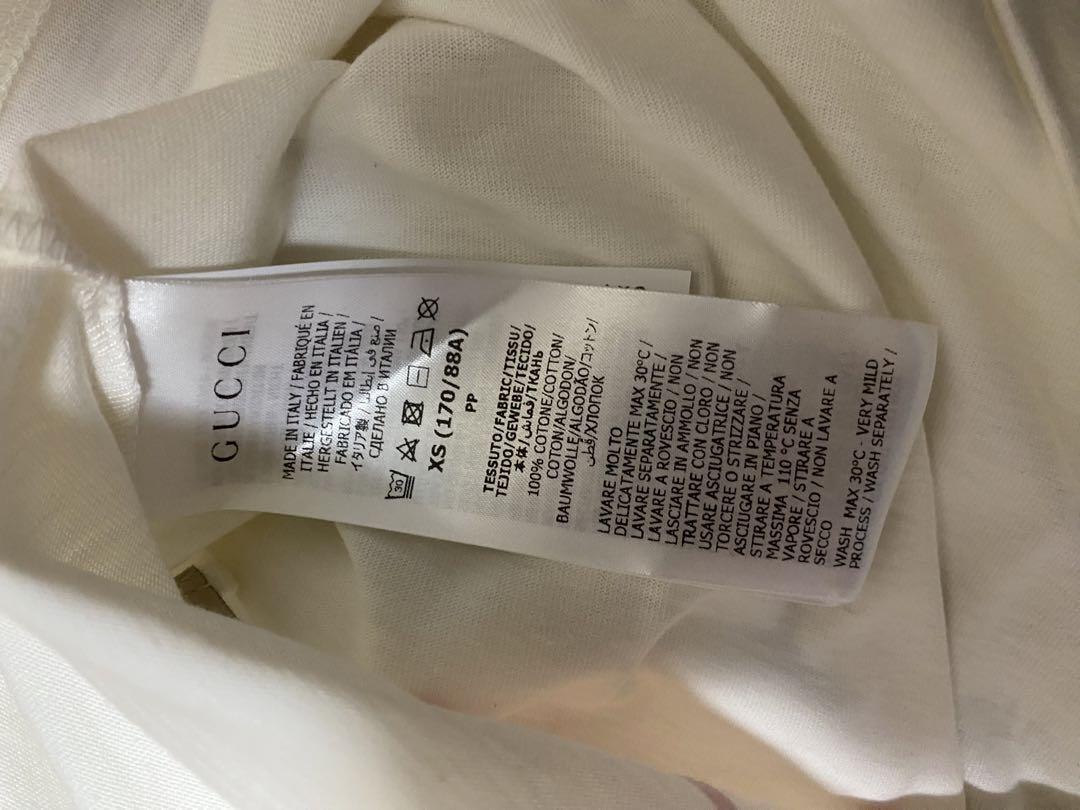 GUCCI
MADE IN ITALY / FABRIQUÉ EN
ITALIE / HECHO EN ITALIA /
HERGESTELLT IN ITALIEN /
FABRICADO EM ITÁLIA /
イタリア製 / صنع في إيطاليا /
СДЕЛАНО В ИТАЛИИ
30
XS (170/88A)
PP
TESSUTO/FABRIC/TISSU/
TEJIDO/GEWEBE/TECIDO/
本体/قماش/ТКАНЬ
100% COTONE/COTTON/
COTON/ALGODON/
BAUMWOLLE/ALGODÃO/コットン/
قطن/ХЛОПОК
LAVARE MOLTO
DELICATAMENTE MAX 30°C /
LAVARE SEPARATAMENTE /
LAVARE A ROVESCIO / NON
LASCIARE IN AMMOLLO / NON
TRATTARE CON CLORO / NON
USARE ASCIUGATRICE / NON
TORCERE O STRIZZARE /
ASCIUGARE IN PIANO /
STIRARE A TEMPERATURA
MASSIMA 110 °C SENZA
VAPORE / STIRARE A
ROVESCIO / NON LAVARE A
SECCO
WASH MAX 30°C - VERY MILD
PROCESS / WASH SEPARATELY /